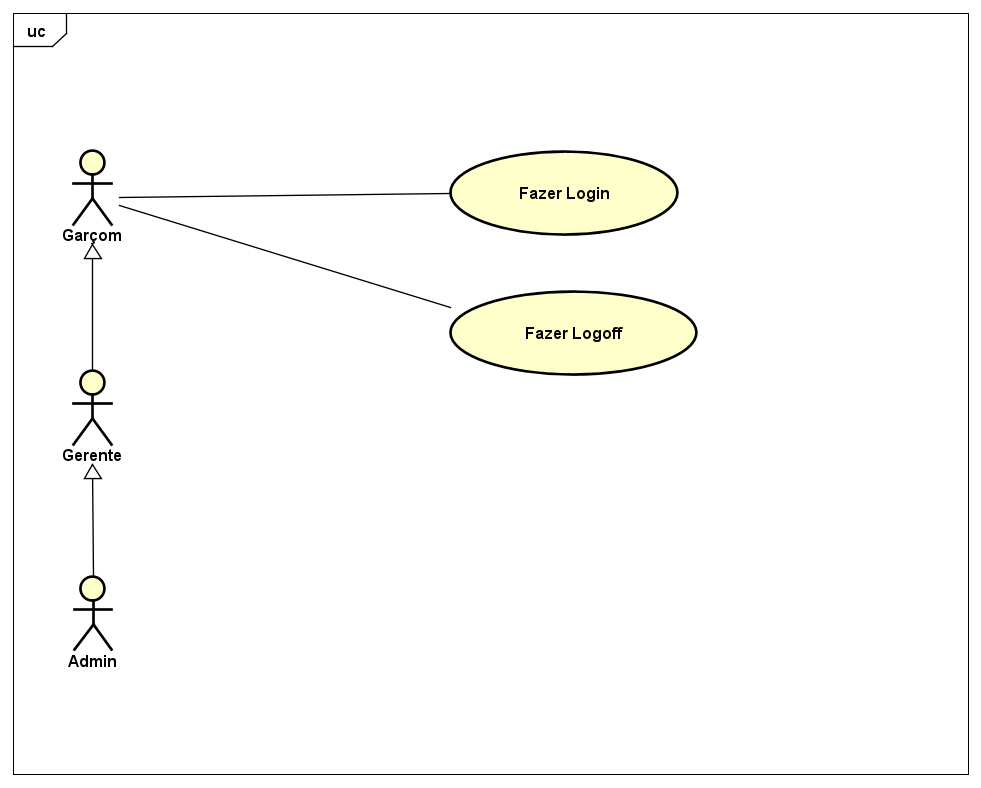 uc
Garçom
Fazer Login
Fazer Logoff
Gerente
Admin